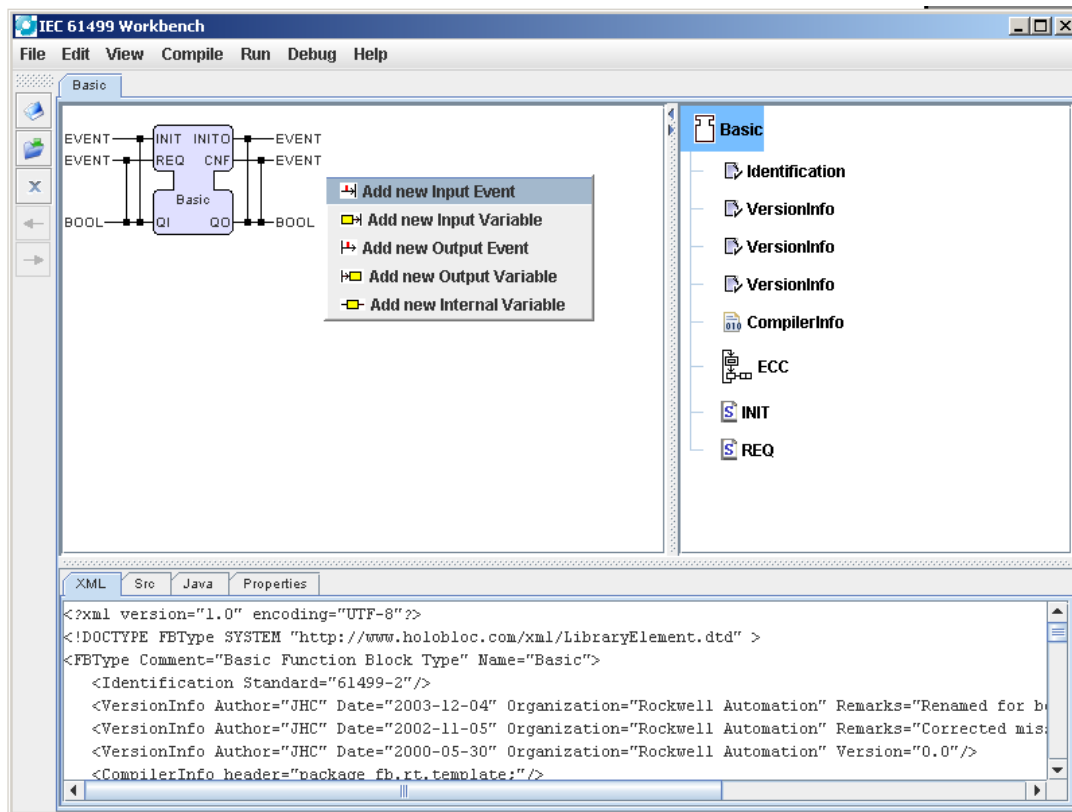 IEC 61499 Workbench
File Edit View Compile Run Debug Help
Basic
EVENT INIT INITO EVENT
EVENT REQ CNF EVENT
Basic
BOOL QI QO BOOL
Add new Input Event
Add new Input Variable
Add new Output Event
Add new Output Variable
Add new Internal Variable
Basic
Identification
VersionInfo
VersionInfo
VersionInfo
010 CompilerInfo
ECC
S INIT
S REQ
XML Src Java Properties
<?xml version="1.0" encoding="UTF-8"?>
<!DOCTYPE FBType SYSTEM "http://www.holobloc.com/xml/LibraryElement.dtd" >
<FBType Comment="Basic Function Block Type" Name="Basic">
<Identification Standard="61499-2"/>
<VersionInfo Author="JHC" Date="2003-12-04" Organization="Rockwell Automation" Remarks="Renamed for
<VersionInfo Author="JHC" Date="2002-11-05" Organization="Rockwell Automation" Remarks="Corrected
<VersionInfo Author="JHC" Date="2000-05-30" Organization="Rockwell Automation" Version="0.0"/>
<CompilerInfo header="package fb.rt.template;"/>